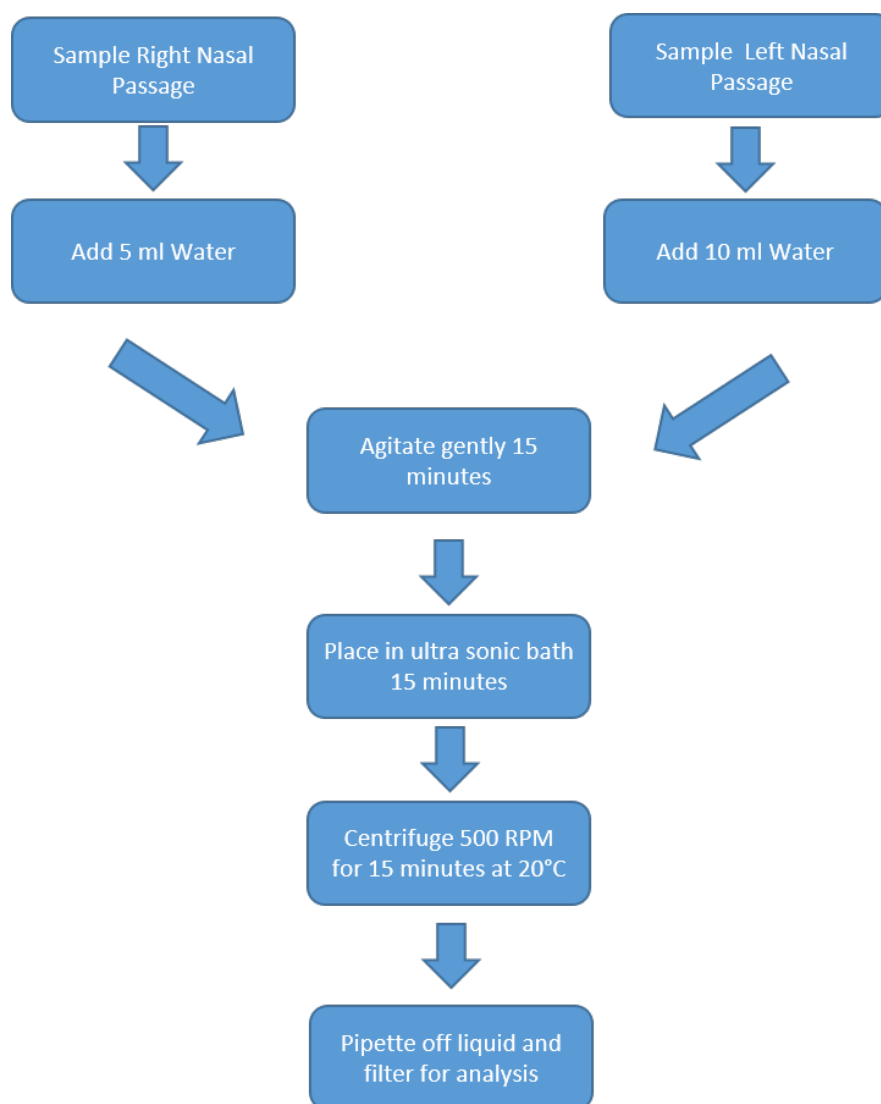 Sample Right Nasal
Passage
Sample Left Nasal
Passage
Add 5 ml Water
Add 10 ml Water
Agitate gently 15
minutes
Place in ultra sonic bath
15 minutes
Centrifuge 500 RPM
for 15 minutes at 20°C
Pipette off liquid and
filter for analysis